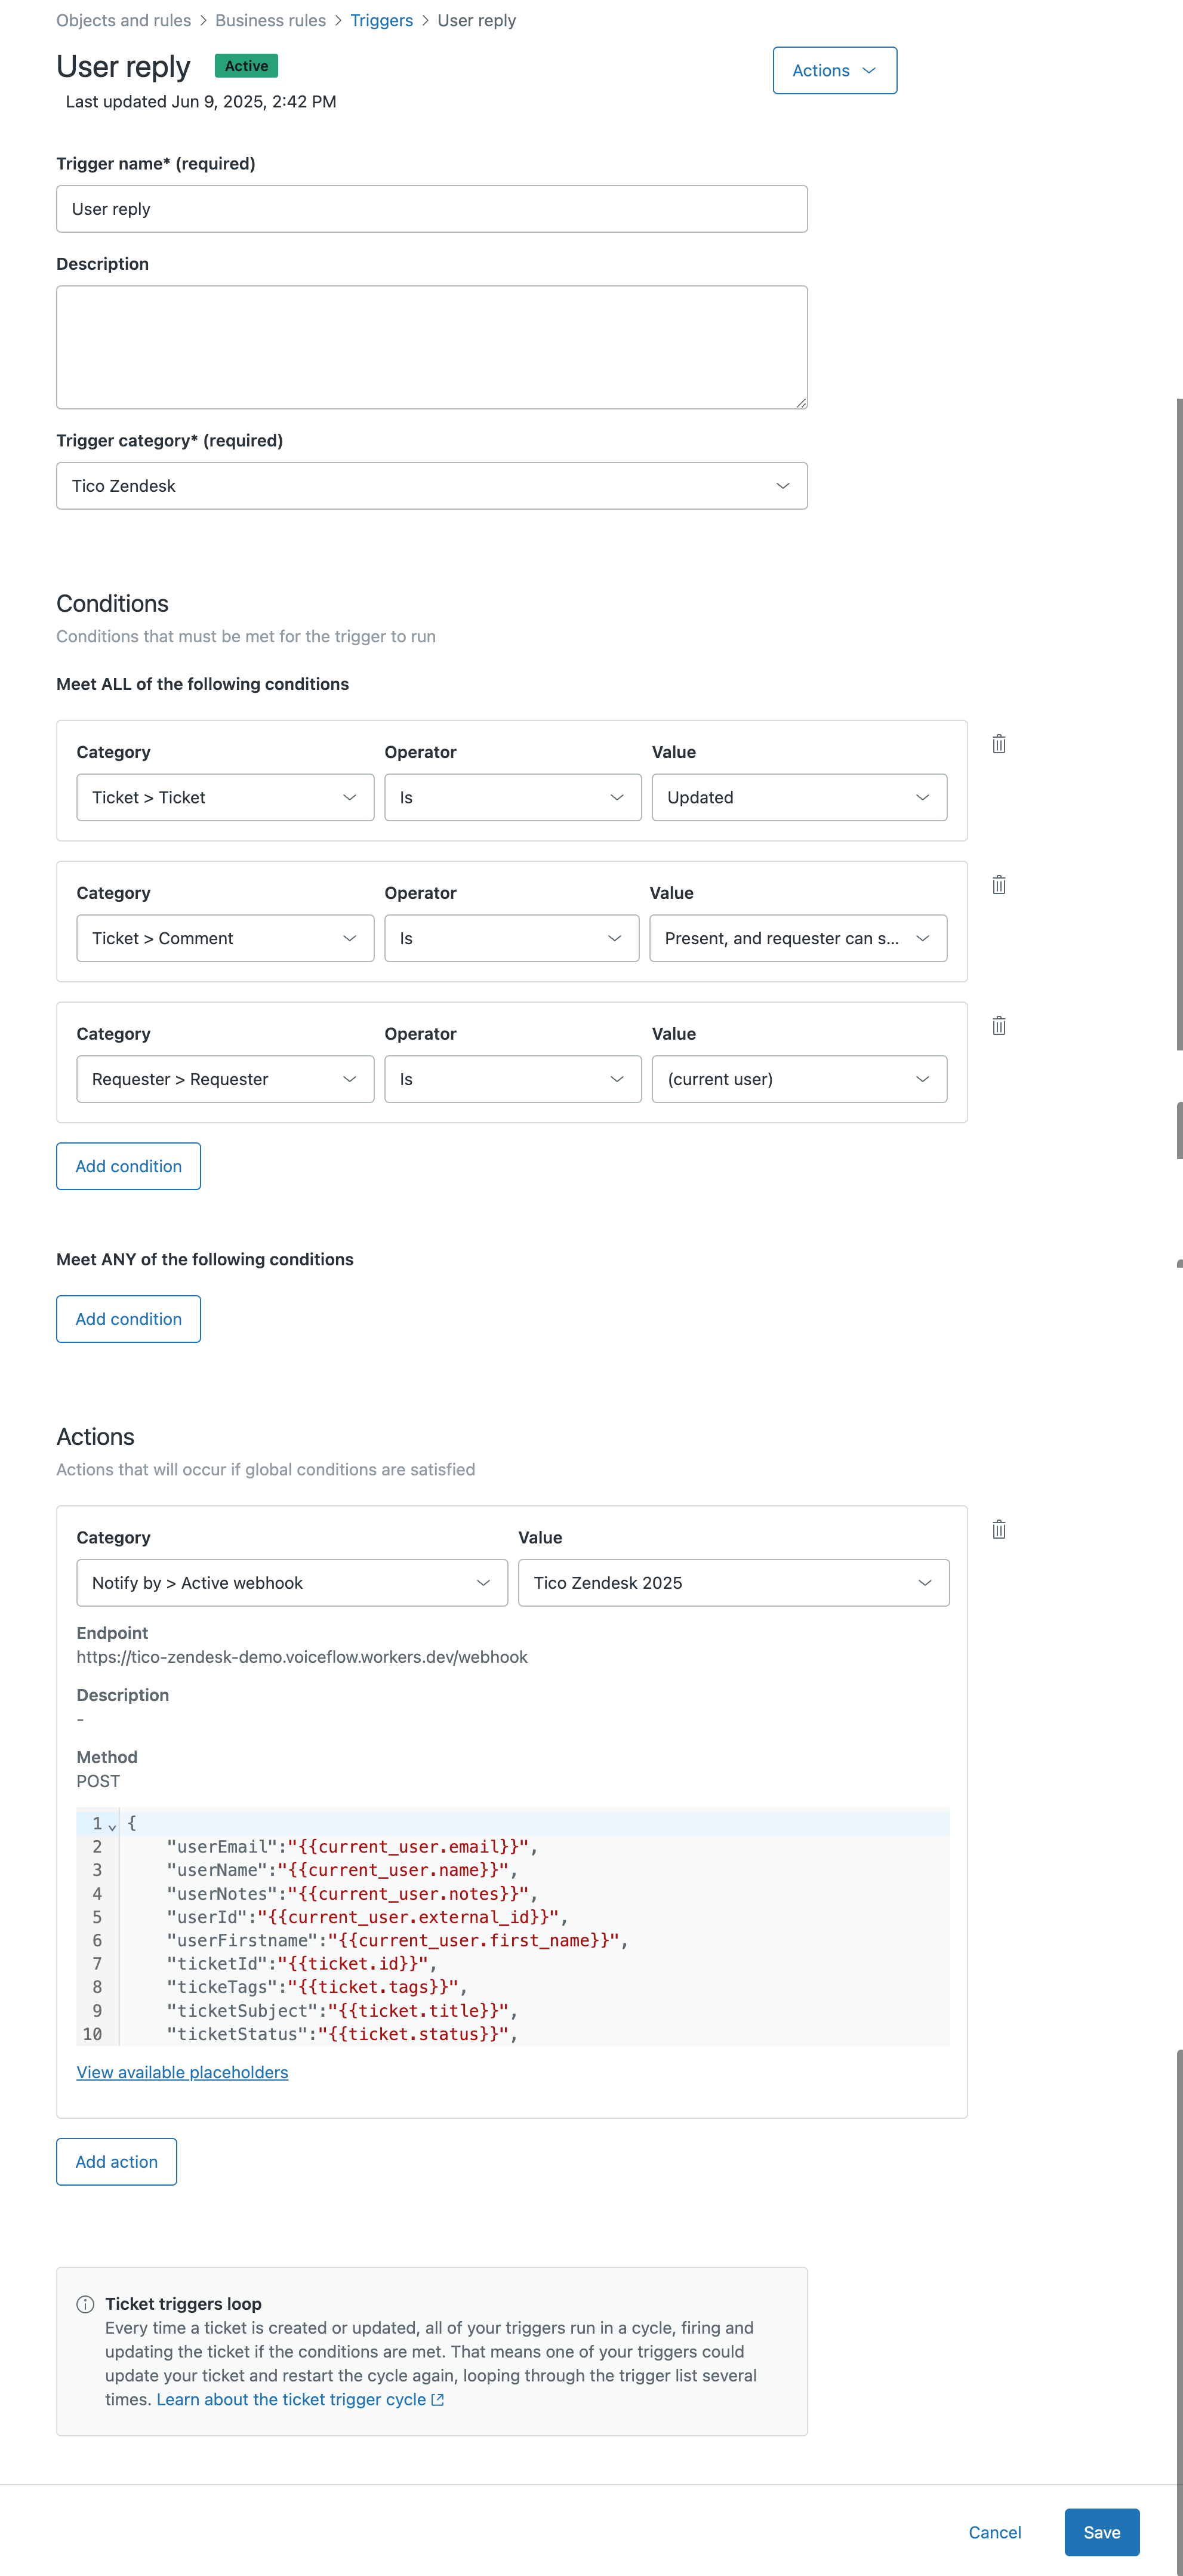 Objects and rules > Business rules > Triggers > User reply
User reply Active
Actions
Last updated Jun 9, 2025, 2:42 PM
Trigger name* (required)
User reply
Description
Trigger category* (required)
Tico Zendesk
Conditions
Conditions that must be met for the trigger to run
Meet ALL of the following conditions
Category Operator Value
Ticket > Ticket Is Updated
Category Operator Value
Ticket > Comment Is Present, and requester can s...
Category Operator Value
Requester > Requester Is (current user)
Add condition
Meet ANY of the following conditions
Add condition
Actions
Actions that will occur if global conditions are satisfied
Category Value
Notify by > Active webhook Tico Zendesk 2025
Endpoint
https://tico-zendesk-demo.voiceflow.workers.dev/webhook
Description
-
Method
POST
1 {
2 "userEmail":"{{current_user.email}}",
3 "userName":"{{current_user.name}}",
4 "userNotes":"{{current_user.notes}}",
5 "userId":"{{current_user.external_id}}",
6 "userFirstname":"{{current_user.first_name}}",
7 "ticketId":"{{ticket.id}}",
8 "tickeTags":"{{ticket.tags}}",
9 "ticketSubject":"{{ticket.title}}",
10 "ticketStatus":"{{ticket.status}}",
View available placeholders
Add action
Ticket triggers loop
Every time a ticket is created or updated, all of your triggers run in a cycle, firing and
updating the ticket if the conditions are met. That means one of your triggers could
update your ticket and restart the cycle again, looping through the trigger list several
times. Learn about the ticket trigger cycle
Cancel Save